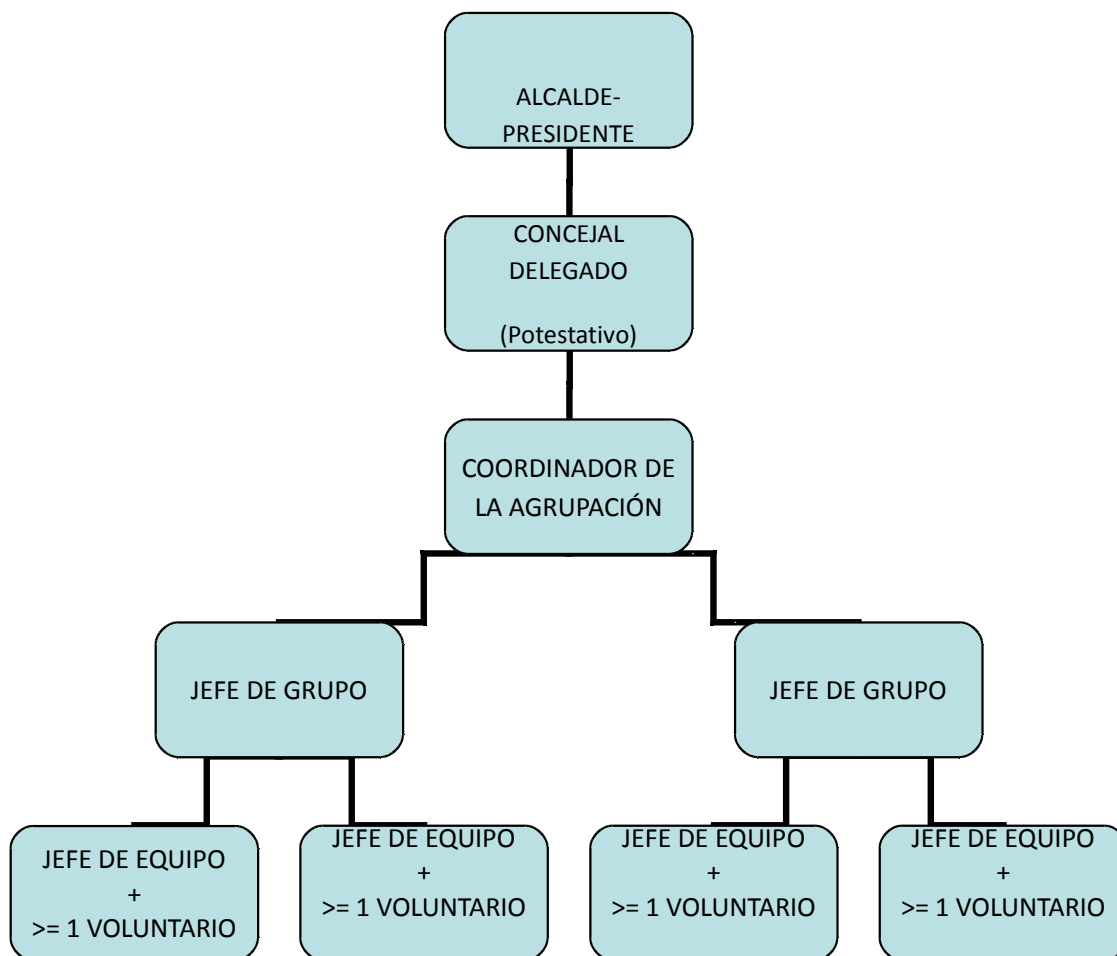 ALCALDE-
PRESIDENTE
CONCEJAL
DELEGADO
(Potestativo)
COORDINADOR DE
LA AGRUPACIÓN
JEFE DE GRUPO
JEFE DE GRUPO
JEFE DE EQUIPO
+
>= 1 VOLUNTARIO
JEFE DE EQUIPO
+
>= 1 VOLUNTARIO
JEFE DE EQUIPO
+
>= 1 VOLUNTARIO
JEFE DE EQUIPO
+
>= 1 VOLUNTARIO